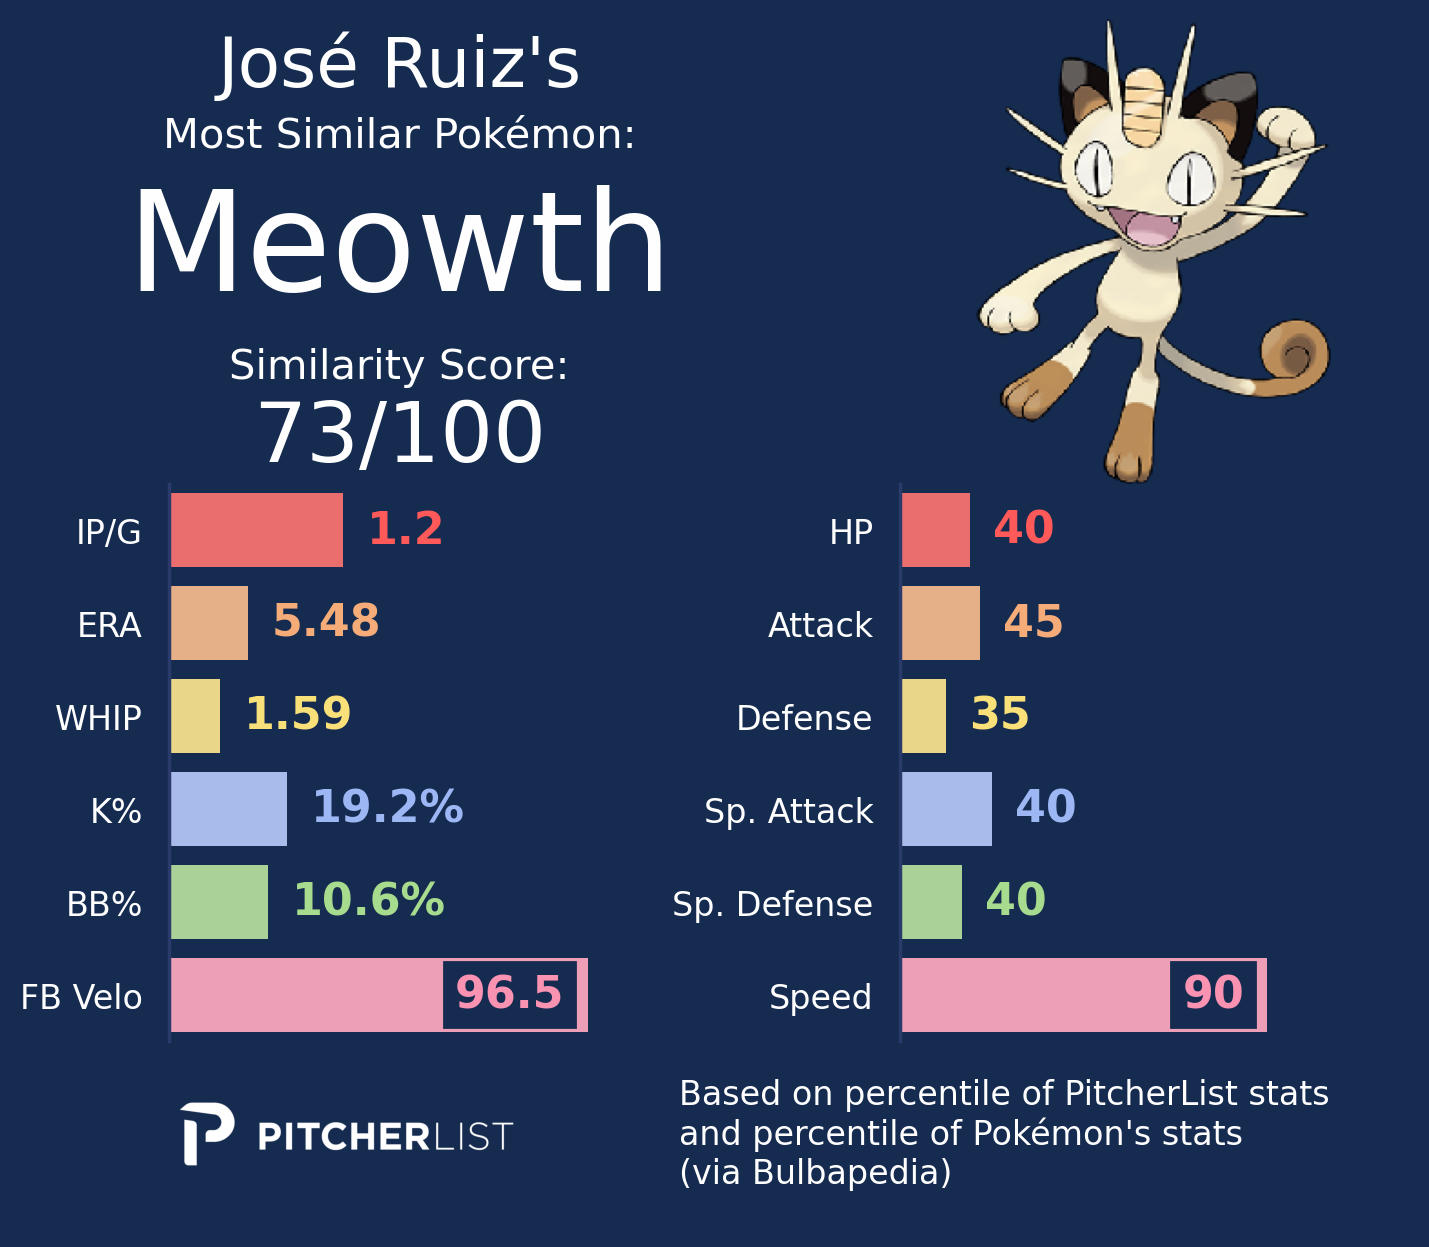 José Ruiz's
Most Similar Pokémon:
Meowth
Similarity Score:
73/100
IP/G 1.2
ERA 5.48
WHIP 1.59
K% 19.2%
BB% 10.6%
FB Velo 96.5
HP 40
Attack 45
Defense 35
Sp. Attack 40
Sp. Defense 40
Speed 90
PITCHERLIST
Based on percentile of PitcherList stats
and percentile of Pokémon's stats
(via Bulbapedia)